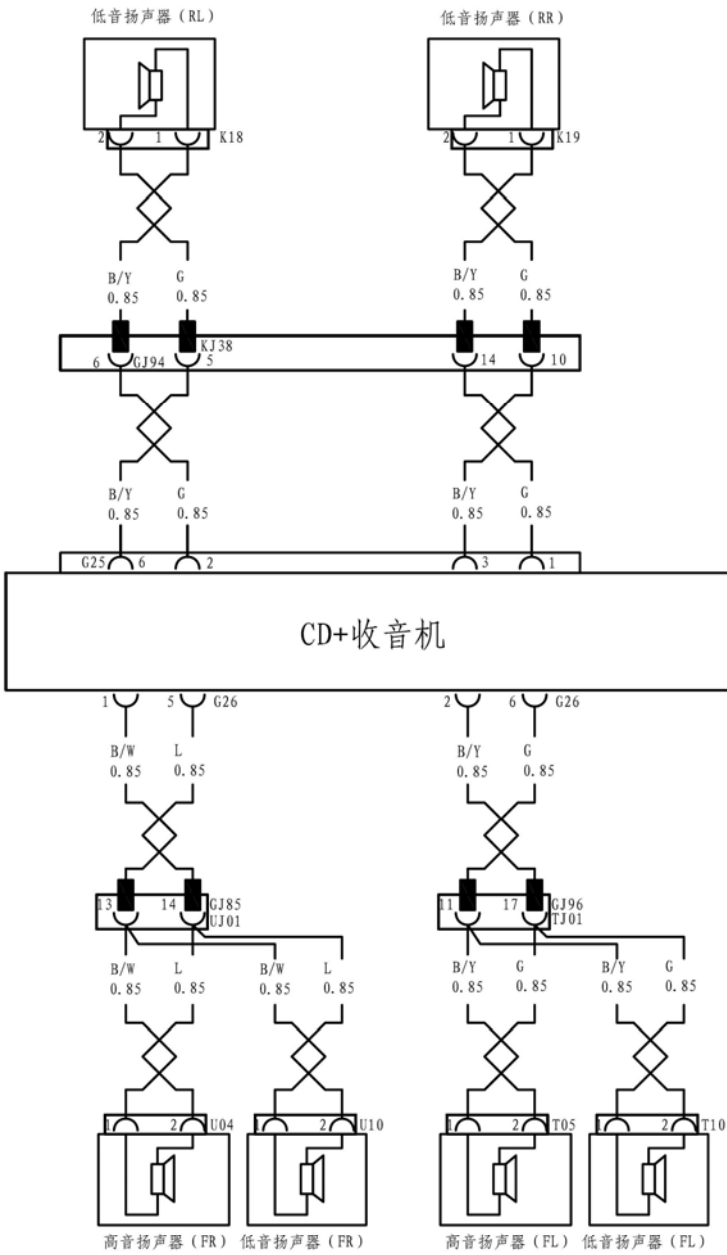 低音扬声器（RL） 低音扬声器（RR）
2 1 K18 2 1 K19
B/Y G B/Y G
0.85 0.85 0.85 0.85
KJ38
6 GJ94 5 14 10
B/Y G B/Y G
0.85 0.85 0.85 0.85
G25 6 2 3 1
CD+收音机
1 5 G26 2 6 G26
B/W L B/Y G
0.85 0.85 0.85 0.85
13 14 GJ85 11 17 GJ96
UJ01 TJ01
B/W L B/W L B/Y G B/Y G
0.85 0.85 0.85 0.85 0.85 0.85 0.85 0.85
1 2 U04 1 2 U10 1 2 T05 1 2 T10
高音扬声器(FR) 低音扬声器（FR） 高音扬声器(FL) 低音扬声器（FL）